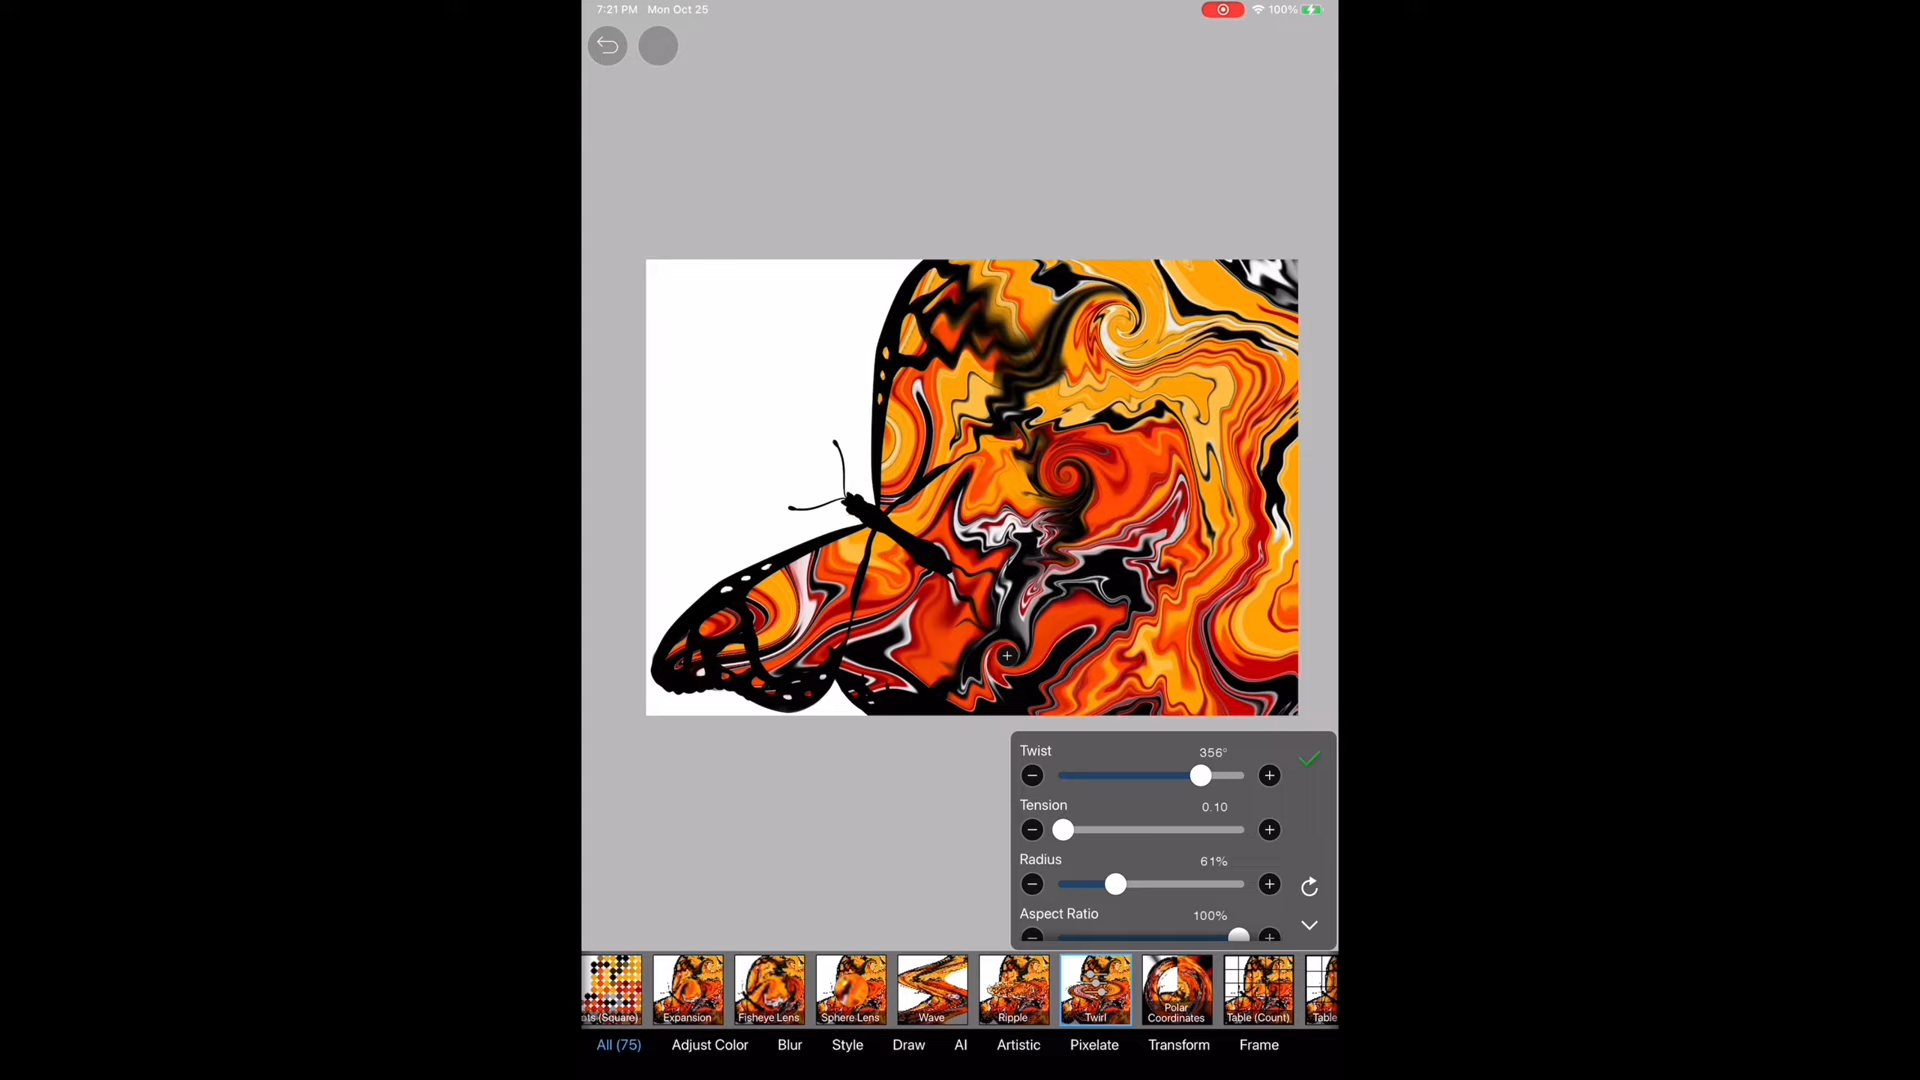 7:21 PM Mon Oct 25
100%
Twist 356°
Tension 0.10
Radius 61%
Aspect Ratio 100%
ts (Square) Expansion Fisheye Lens Sphere Lens Wave Ripple Twirl Polar Coordinates Table (Count) Table
All (75) Adjust Color Blur Style Draw AI Artistic Pixelate Transform Frame